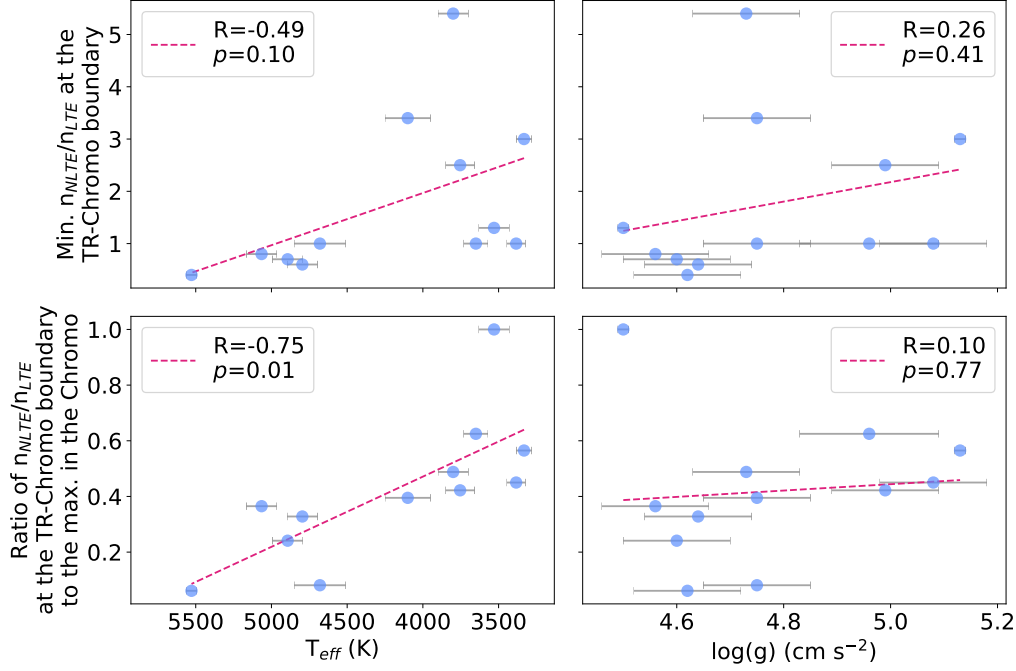 Min. n_NLTE/n_LTE at the
TR-Chromo boundary
5
4
3
2
1
R=-0.49
p=0.10
R=0.26
p=0.41
Ratio of n_NLTE/n_LTE
at the TR-Chromo boundary
to the max. in the Chromo
1.0
0.8
0.6
0.4
0.2
R=-0.75
p=0.01
R=0.10
p=0.77
5500 5000 4500 4000 3500
4.6 4.8 5.0 5.2
T_eff (K)
log(g) (cm s⁻²)